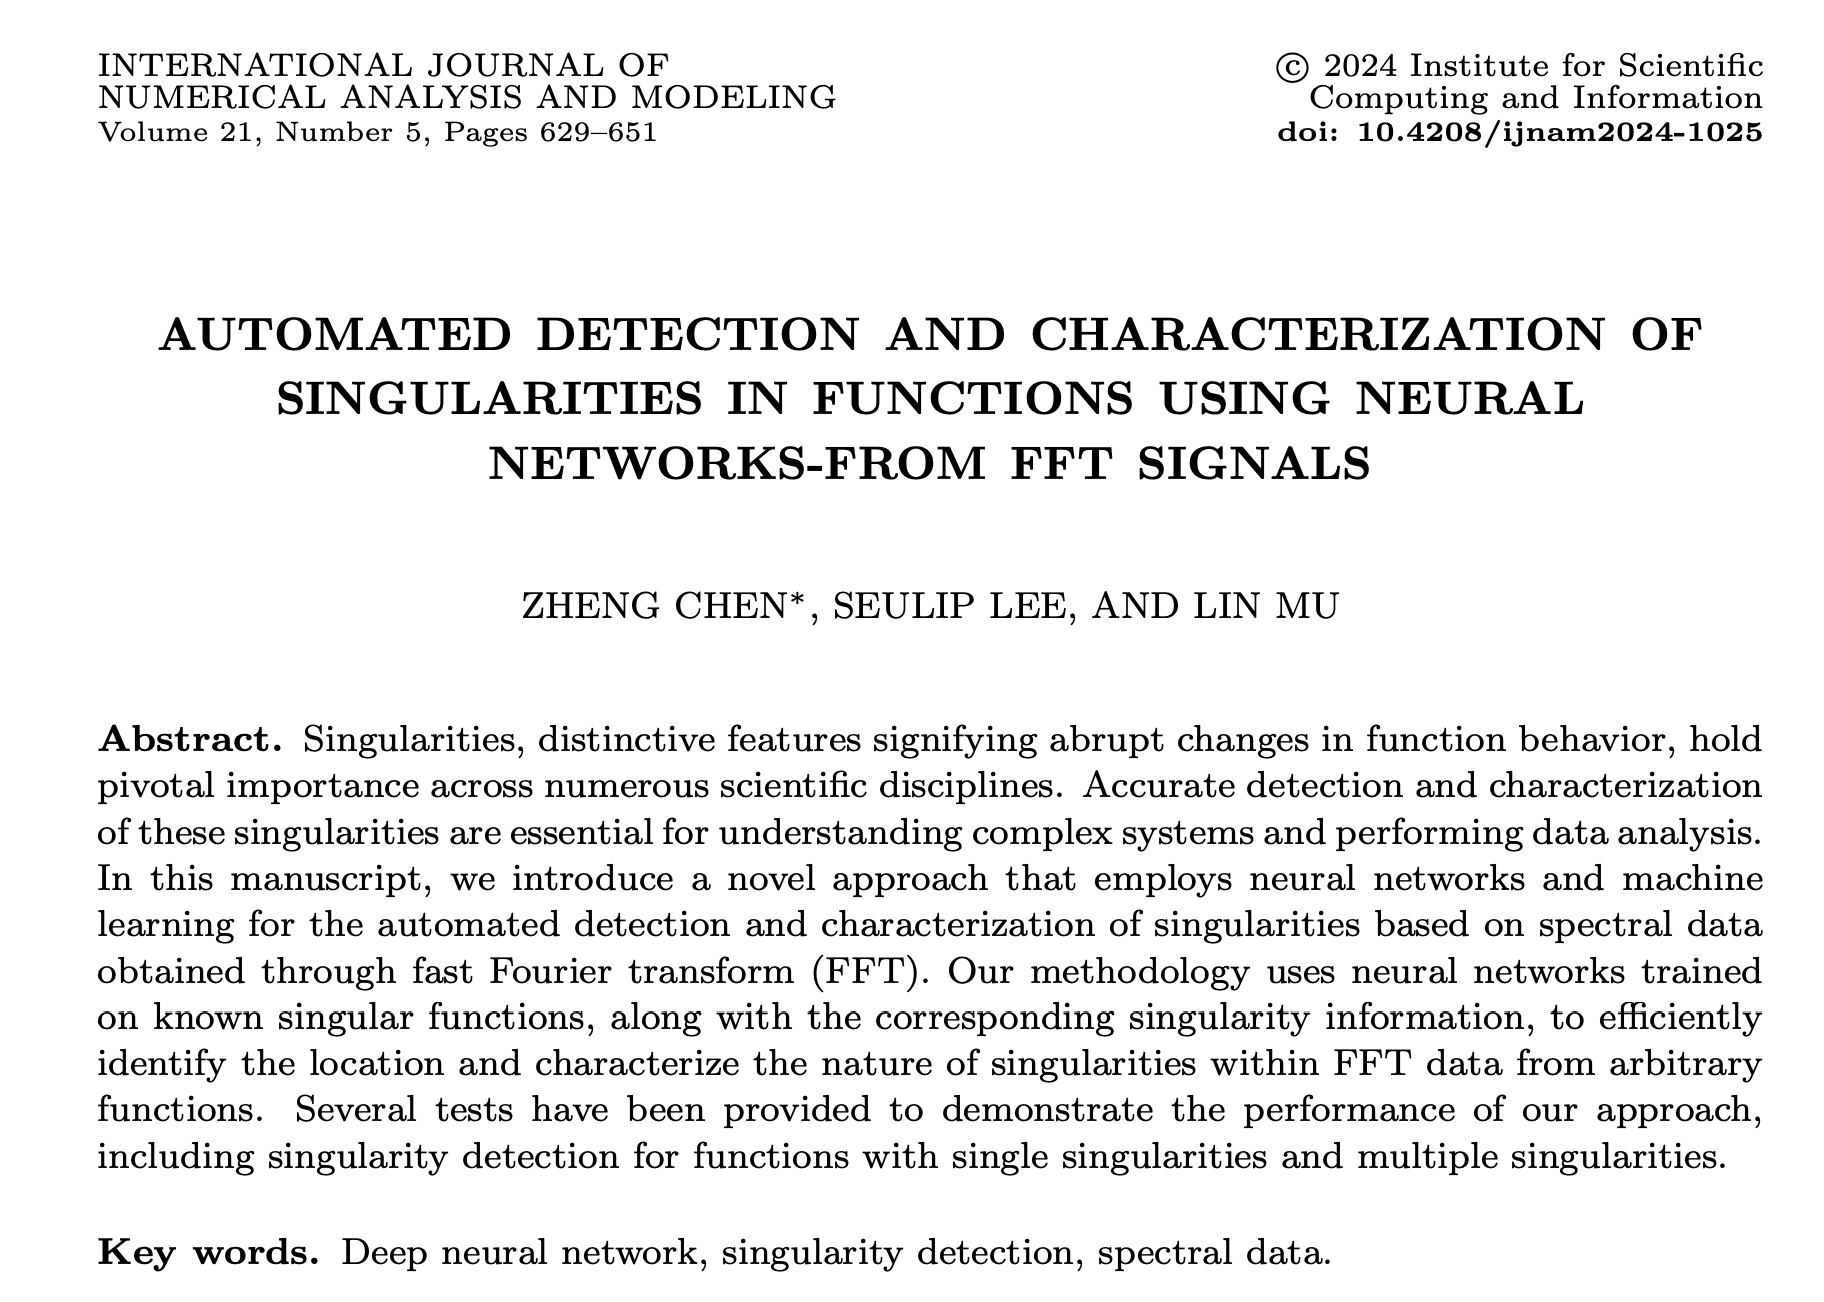 INTERNATIONAL JOURNAL OF
NUMERICAL ANALYSIS AND MODELING
Volume 21, Number 5, Pages 629–651
© 2024 Institute for Scientific
Computing and Information
doi: 10.4208/ijnam2024-1025
AUTOMATED DETECTION AND CHARACTERIZATION OF
SINGULARITIES IN FUNCTIONS USING NEURAL
NETWORKS-FROM FFT SIGNALS
ZHENG CHEN*, SEULIP LEE, AND LIN MU
Abstract. Singularities, distinctive features signifying abrupt changes in function behavior, hold
pivotal importance across numerous scientific disciplines. Accurate detection and characterization
of these singularities are essential for understanding complex systems and performing data analysis.
In this manuscript, we introduce a novel approach that employs neural networks and machine
learning for the automated detection and characterization of singularities based on spectral data
obtained through fast Fourier transform (FFT). Our methodology uses neural networks trained
on known singular functions, along with the corresponding singularity information, to efficiently
identify the location and characterize the nature of singularities within FFT data from arbitrary
functions. Several tests have been provided to demonstrate the performance of our approach,
including singularity detection for functions with single singularities and multiple singularities.
Key words. Deep neural network, singularity detection, spectral data.